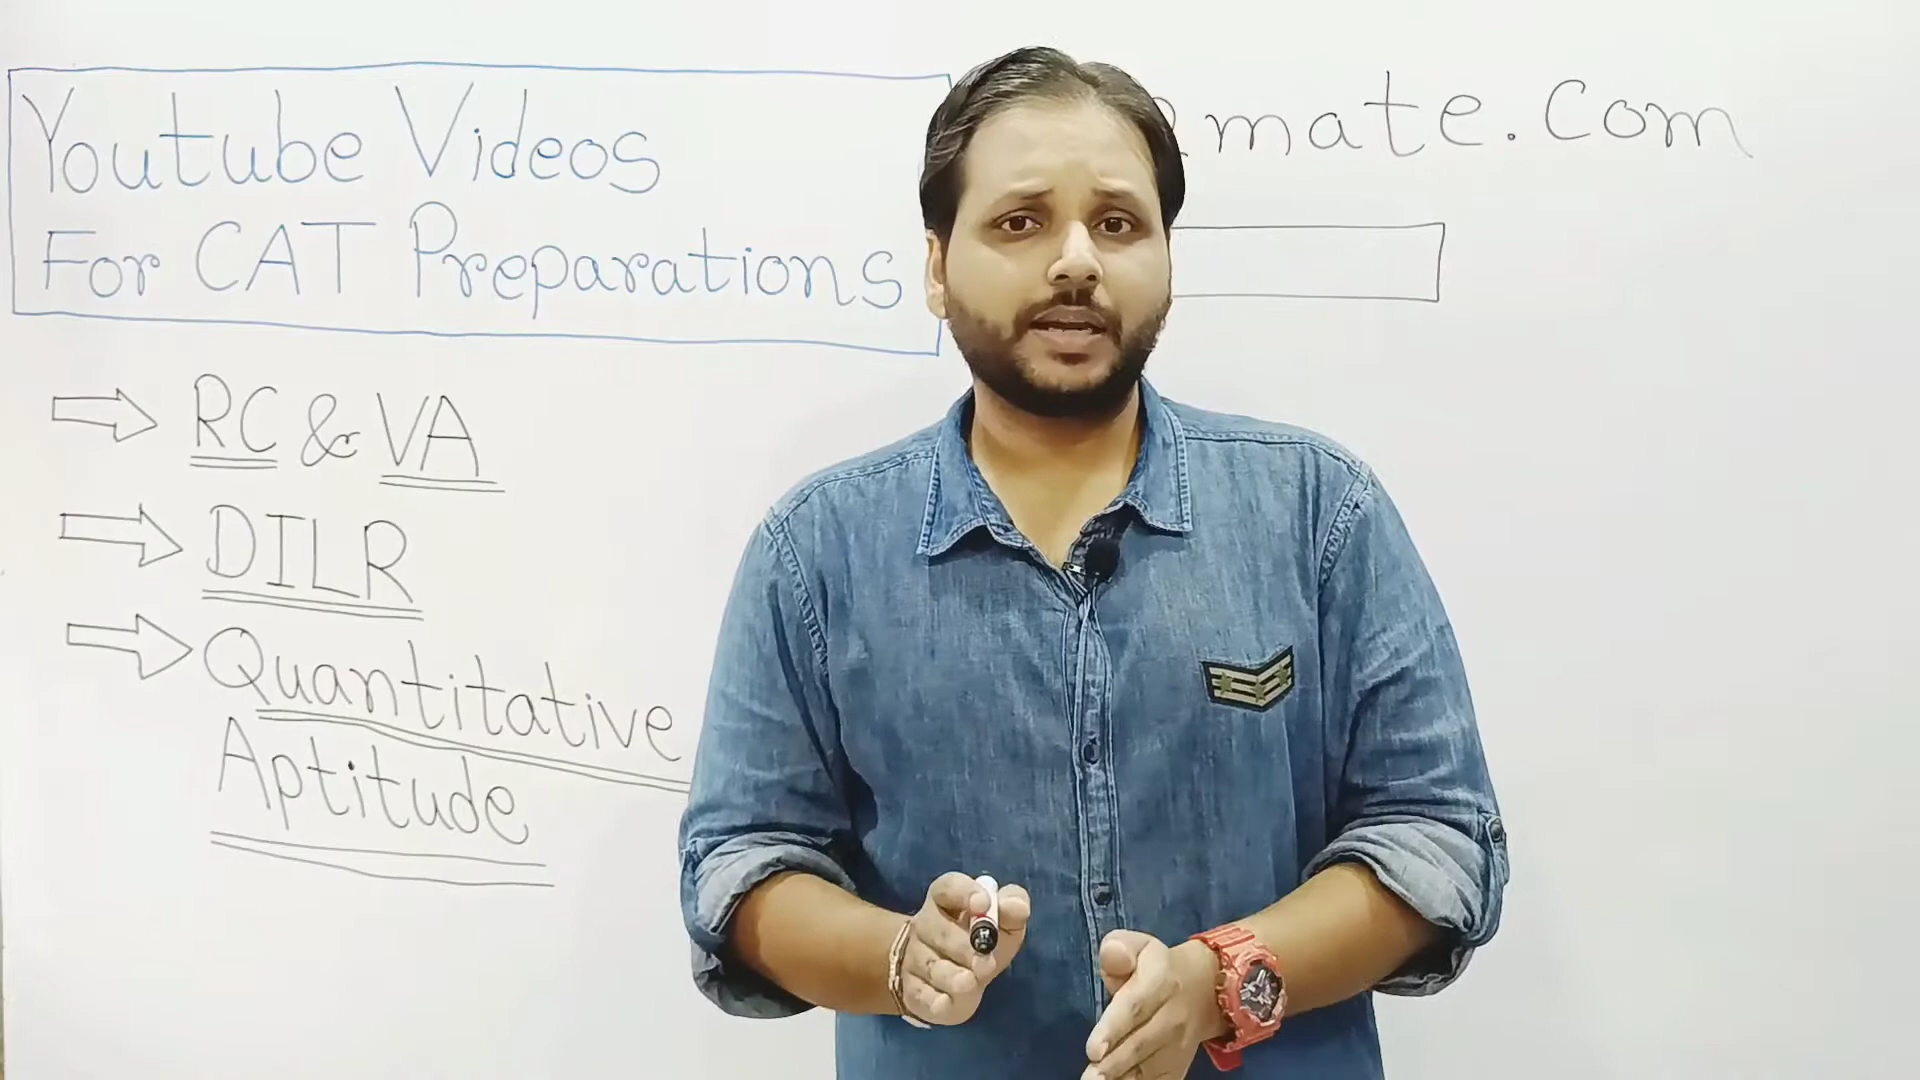 Youtube Videos
For CAT Preparations
RC & VA
DILR
Quantitative
Aptitude
mate.com